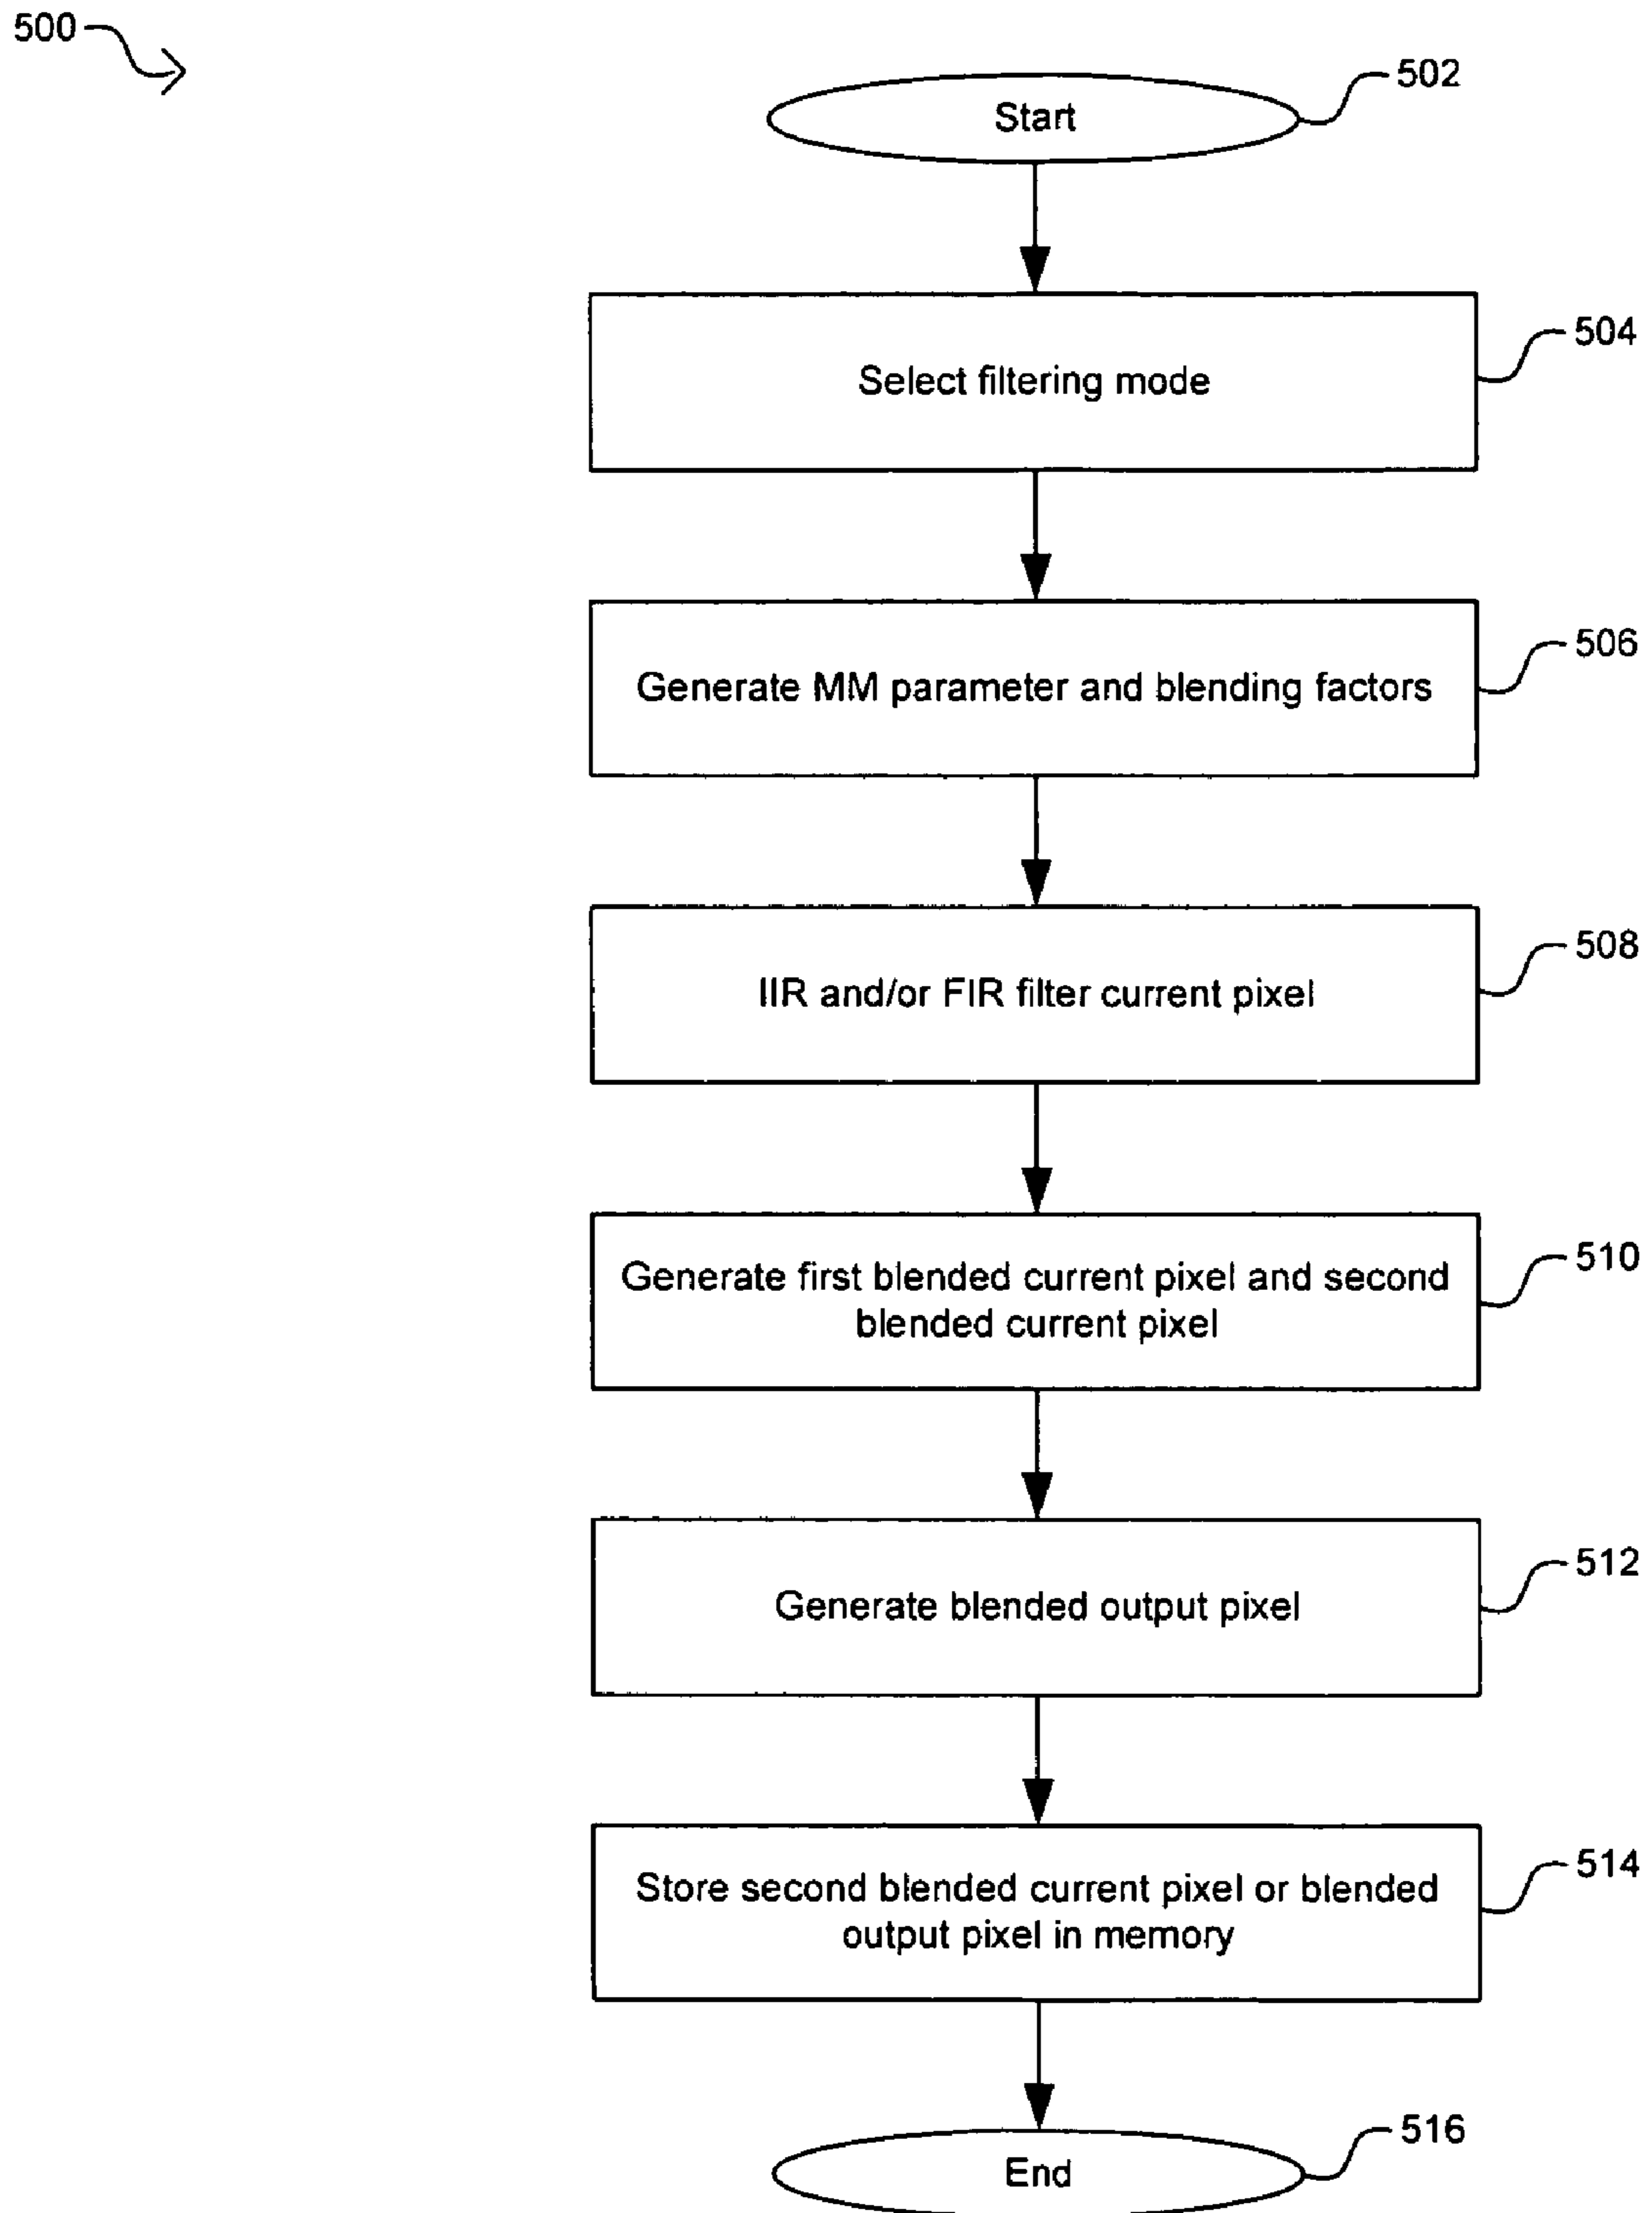 500
502
Start
504
Select filtering mode
506
Generate MM parameter and blending factors
508
IIR and/or FIR filter current pixel
510
Generate first blended current pixel and second
blended current pixel
512
Generate blended output pixel
514
Store second blended current pixel or blended
output pixel in memory
516
End